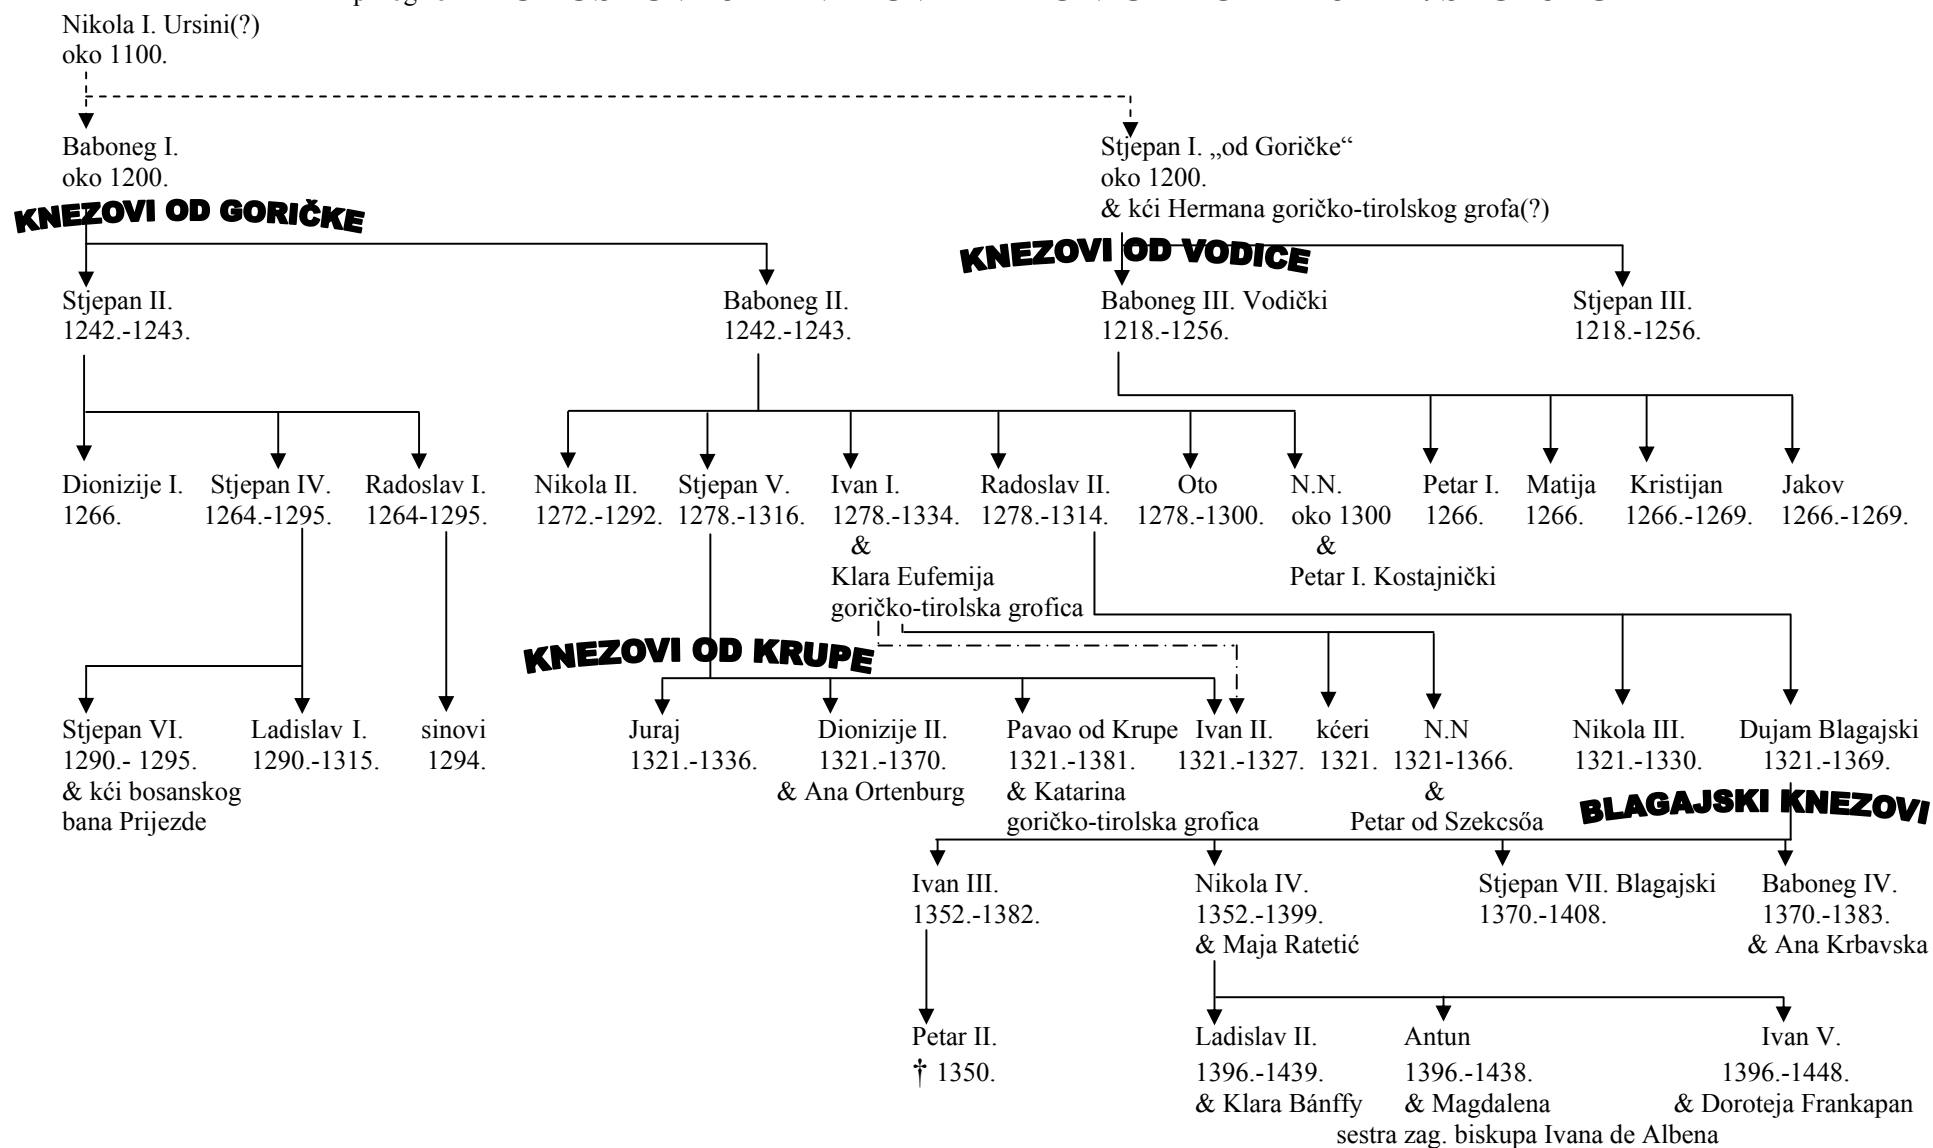 Nikola I. Ursini(?)
oko 1100.
Baboneg I.
oko 1200.
Stjepan I. „od Goričke“
oko 1200.
& kći Hermana goričko-tirolskog grofa(?)
KNEZOVI OD GORIČKE
KNEZOVI OD VODICE
Stjepan II.
1242.-1243.
Baboneg II.
1242.-1243.
Baboneg III. Vodički
1218.-1256.
Stjepan III.
1218.-1256.
Dionizije I.
1266.
Stjepan IV.
1264.-1295.
Radoslav I.
1264-1295.
Nikola II.
1272.-1292.
Stjepan V.
1278.-1316.
Ivan I.
1278.-1334.
&
Klara Eufemija
goričko-tirolska grofica
Radoslav II.
1278.-1314.
Oto
1278.-1300.
N.N.
oko 1300
&
Petar I. Kostajnički
Petar I.
1266.
Matija
1266.
Kristijan
1266.-1269.
Jakov
1266.-1269.
KNEZOVI OD KRUPE
Stjepan VI.
1290.- 1295.
& kći bosanskog
bana Prijezde
Ladislav I.
1290.-1315.
sinovi
1294.
Juraj
1321.-1336.
Dionizije II.
1321.-1370.
& Ana Ortenburg
Pavao od Krupe
1321.-1381.
& Katarina
goričko-tirolska grofica
Ivan II.
1321.-1327.
kćeri
1321.
N.N
1321-1366.
&
Petar od Szekcsőa
Nikola III.
1321.-1330.
Dujam Blagajski
1321.-1369.
BLAGAJSKI KNEZOVI
Ivan III.
1352.-1382.
Nikola IV.
1352.-1399.
& Maja Ratetić
Stjepan VII. Blagajski
1370.-1408.
Baboneg IV.
1370.-1383.
& Ana Krbavska
Petar II.
† 1350.
Ladislav II.
1396.-1439.
& Klara Bánffy
Antun
1396.-1438.
& Magdalena
sestra zag. biskupa Ivana de Albena
Ivan V.
1396.-1448.
& Doroteja Frankapan